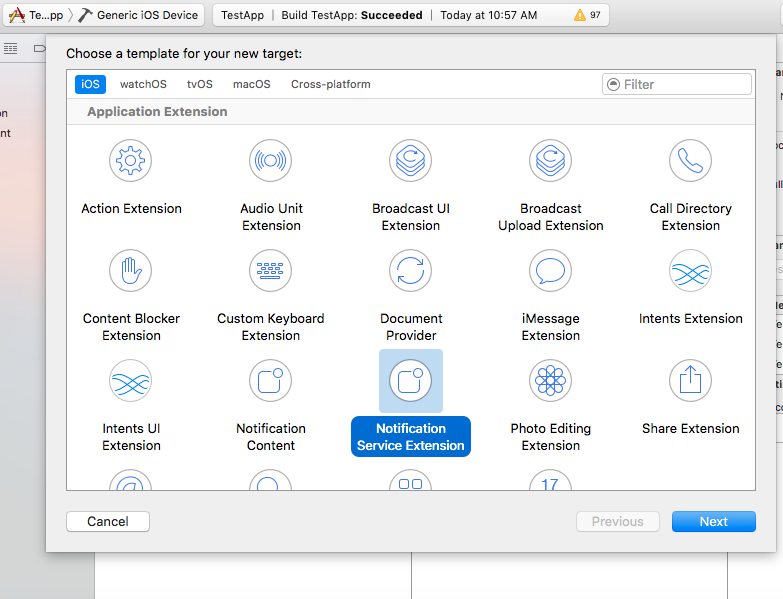 Te...pp Generic iOS Device TestApp Build TestApp: Succeeded Today at 10:57 AM 97
Choose a template for your new target:
iOS watchOS tvOS macOS Cross-platform Filter
Application Extension
Action Extension
Audio Unit
Extension
Broadcast UI
Extension
Broadcast
Upload Extension
Call Directory
Extension
Content Blocker
Extension
Custom Keyboard
Extension
Document
Provider
iMessage
Extension
Intents Extension
Intents UI
Extension
Notification
Content
Notification
Service Extension
Photo Editing
Extension
Share Extension
17
Cancel Previous Next